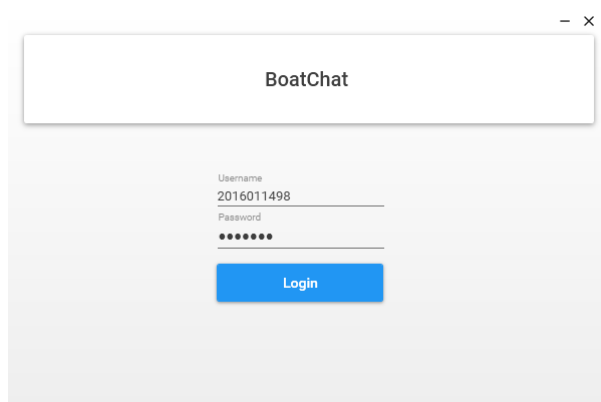 BoatChat
Username
2016011498
Password
●●●●●●●
Login